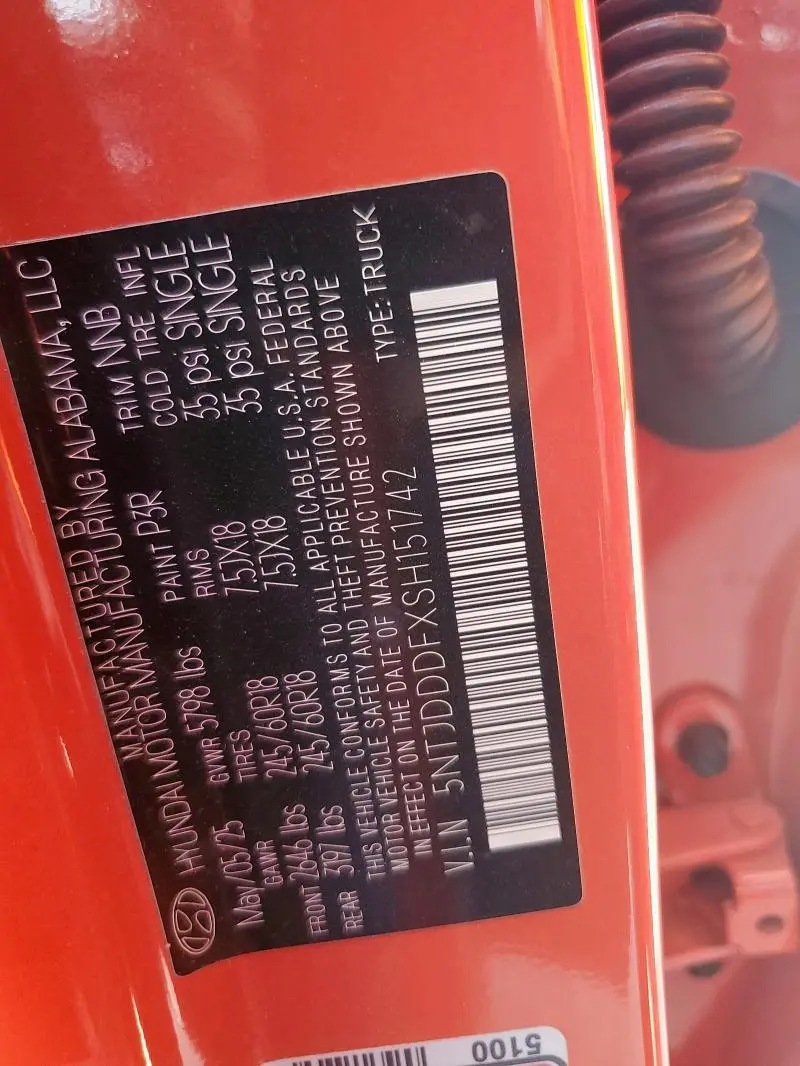 MANUFACTURED BY
HYUNDAI MOTOR MANUFACTURING ALABAMA, LLC
May/05/25 GWR 5798 lbs PAINT P3R TRIM NNB
GAWR TIRES RIMS COLD TIRE INFL
FRONT 2646 lbs 245/60R18 7.5JX18 35 psi SINGLE
REAR 3197 lbs 245/60R18 7.5JX18 35 psi SINGLE
THIS VEHICLE CONFORMS TO ALL APPLICABLE U.S.A. FEDERAL
MOTOR VEHICLE SAFETY AND THEFT PREVENTION STANDARDS
IN EFFECT ON THE DATE OF MANUFACTURE SHOWN ABOVE
V.I.N 5NTJDDDFXSH151742 TYPE:TRUCK
5100